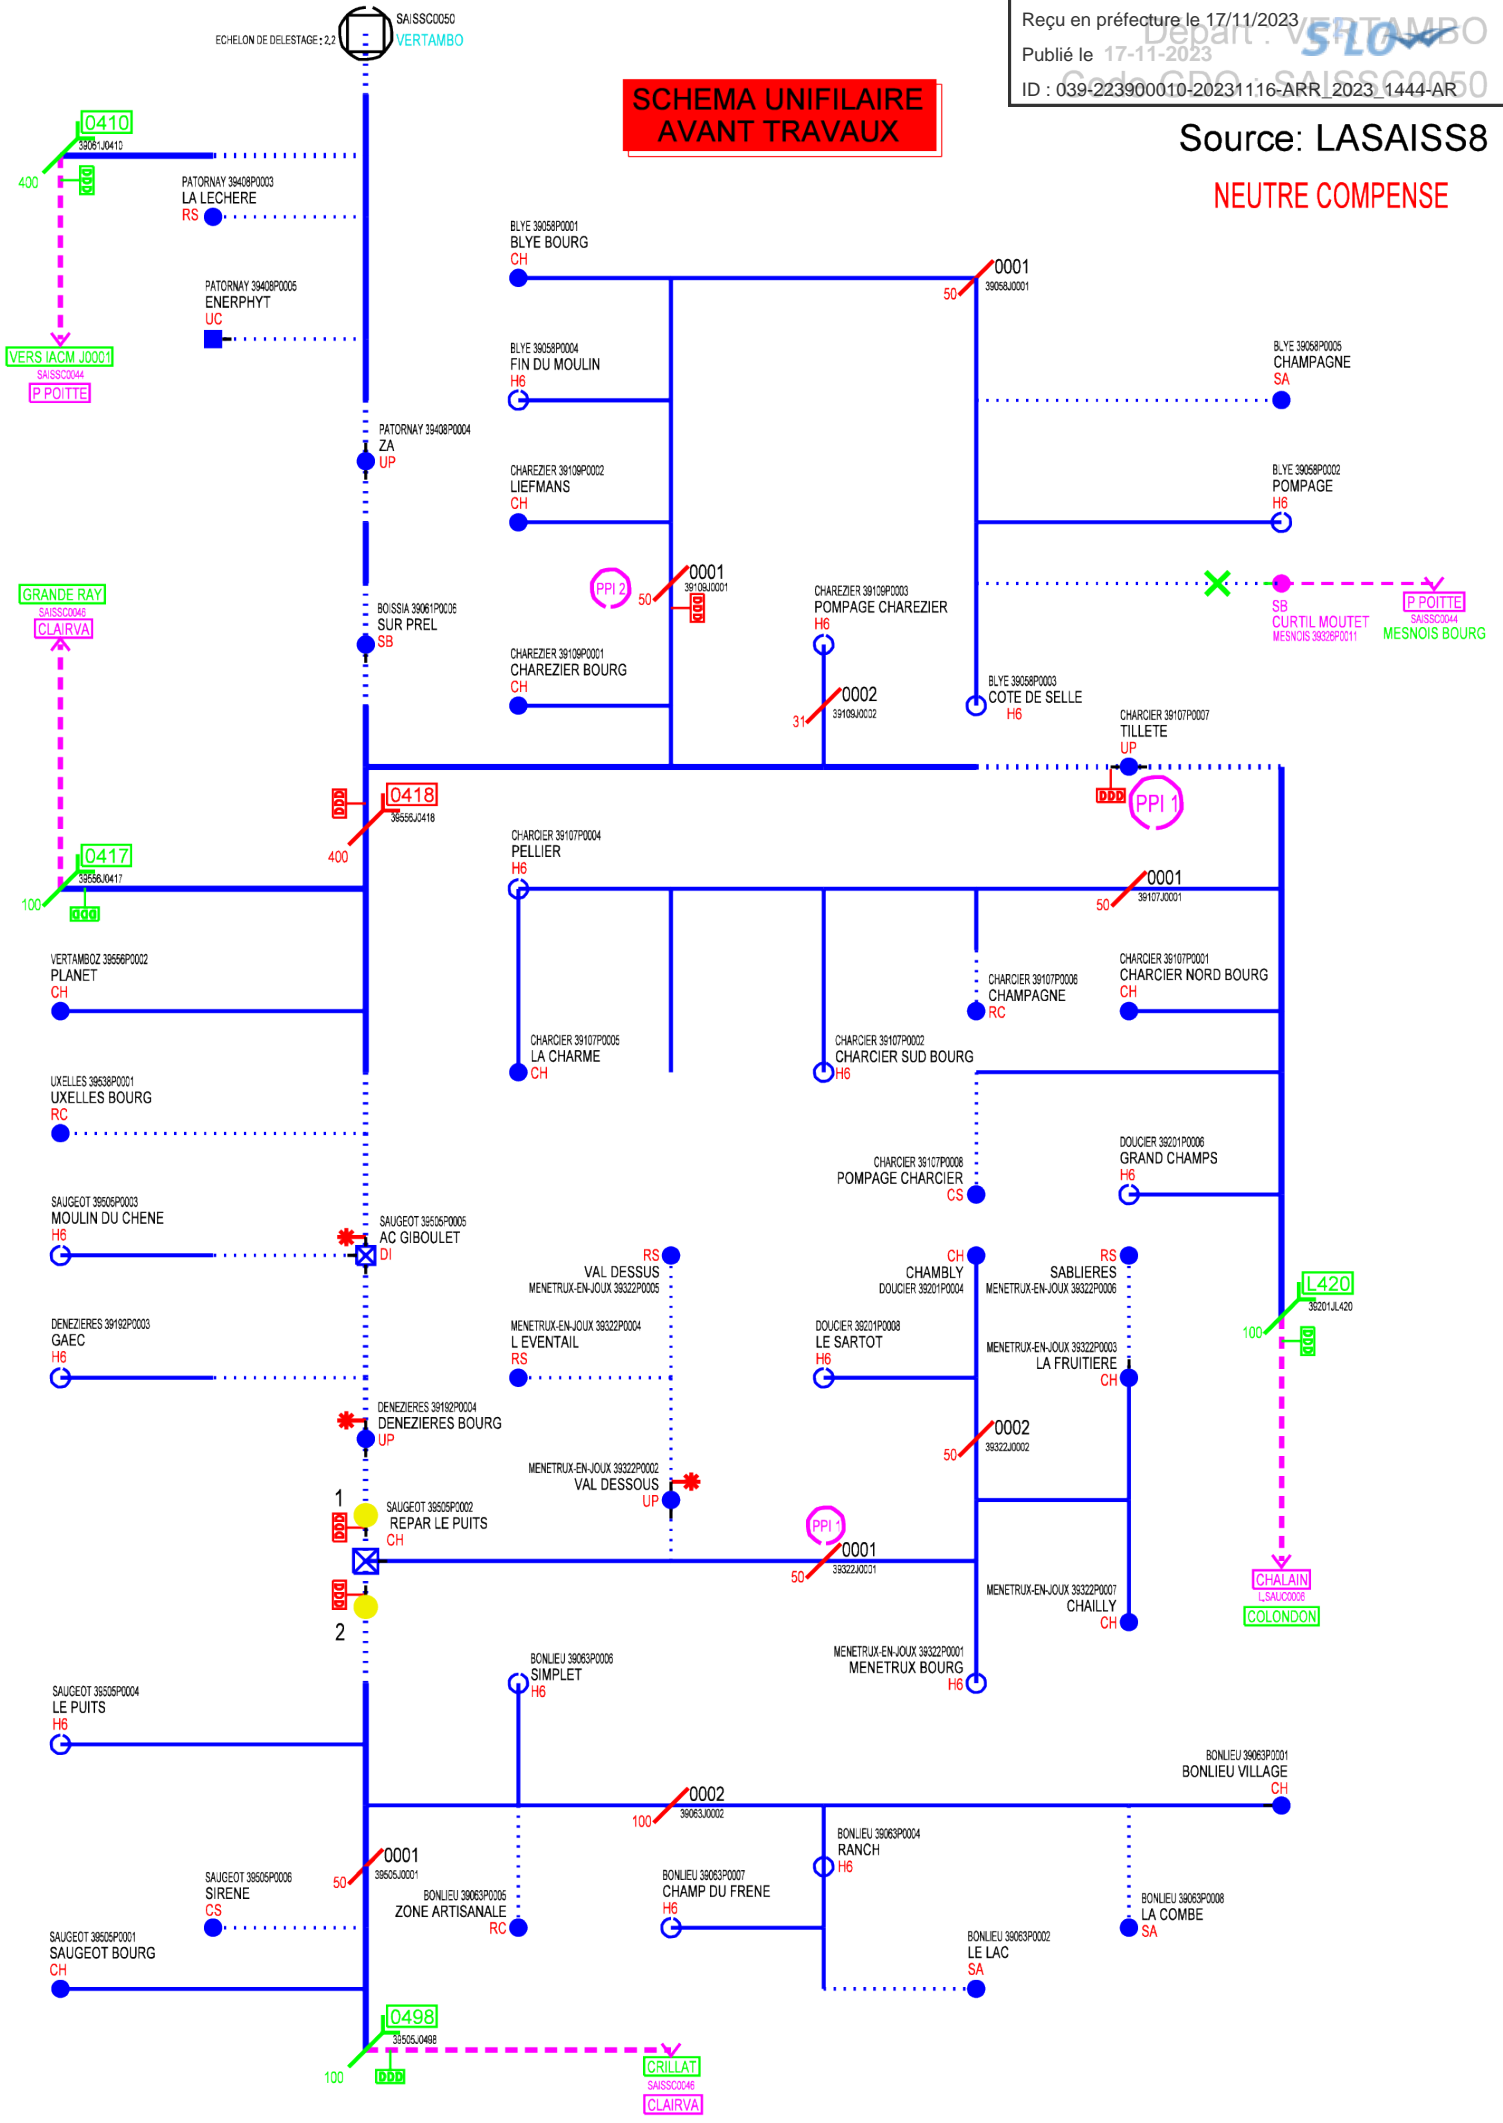 SAISSC0050
ECHELON DE DELESTAGE : 2,2
VERTAMBO
Départ : VERTAMBO
Code GDO : SAISSC0050
Reçu en préfecture le 17/11/2023
Publié le 17-11-2023
S²LO
ID : 039-223900010-20231116-ARR_2023_1444-AR
SCHEMA UNIFILAIRE
AVANT TRAVAUX
Source: LASAISS8
NEUTRE COMPENSE
0410
39061J0410
400
PATORNAY 39408P0003
LA LECHERE
RS
PATORNAY 39408P0005
ENERPHYT
UC
VERS IACM J0001
SAISSC0044
P POITTE
BLYE 39058P0001
BLYE BOURG
CH
0001
39058J0001
50
BLYE 39058P0004
FIN DU MOULIN
H6
BLYE 39058P0005
CHAMPAGNE
SA
PATORNAY 39408P0004
ZA
UP
CHAREZIER 39109P0002
LIEFMANS
CH
BLYE 39058P0002
POMPAGE
H6
GRANDE RAY
SAISSC0046
CLAIRVA
BOISSIA 39061P0006
SUR PREL
SB
PPI 2
0001
39109J0001
50
DDD
CHAREZIER 39109P0003
POMPAGE CHAREZIER
H6
SB
CURTIL MOUTET
MESNOIS 39326P0011
P POITTE
SAISSC0044
MESNOIS BOURG
CHAREZIER 39109P0001
CHAREZIER BOURG
CH
0002
39109J0002
31
BLYE 39058P0003
COTE DE SELLE
H6
CHARCIER 39107P0007
TILLETE
UP
DDD
PPI 1
DDD
0418
39556J0418
400
0417
39556J0417
100
DDD
CHARCIER 39107P0004
PELLIER
H6
0001
39107J0001
50
VERTAMBOZ 39556P0002
PLANET
CH
CHARCIER 39107P0006
CHAMPAGNE
RC
CHARCIER 39107P0001
CHARCIER NORD BOURG
CH
CHARCIER 39107P0005
LA CHARME
CH
CHARCIER 39107P0002
CHARCIER SUD BOURG
H6
UXELLES 39538P0001
UXELLES BOURG
RC
CHARCIER 39107P0008
POMPAGE CHARCIER
CS
DOUCIER 39201P0006
GRAND CHAMPS
H6
SAUGEOT 39505P0003
MOULIN DU CHENE
H6
SAUGEOT 39505P0005
AC GIBOULET
DI
RS
VAL DESSUS
MENETRUX-EN-JOUX 39322P0005
CH
CHAMBLY
DOUCIER 39201P0004
RS
SABLIERES
MENETRUX-EN-JOUX 39322P0006
L420
39201JL420
100
DDD
DENEZIERES 39192P0003
GAEC
H6
MENETRUX-EN-JOUX 39322P0004
L EVENTAIL
RS
DOUCIER 39201P0008
LE SARTOT
H6
MENETRUX-EN-JOUX 39322P0003
LA FRUITIERE
CH
DENEZIERES 39192P0004
DENEZIERES BOURG
UP
0002
39322J0002
50
MENETRUX-EN-JOUX 39322P0002
VAL DESSOUS
UP
1
DDD
SAUGEOT 39505P0002
REPAR LE PUITS
CH
PPI 1
0001
39322J0001
50
DDD
2
CHALAIN
L.SAUC0006
COLONDON
MENETRUX-EN-JOUX 39322P0007
CHAILLY
CH
BONLIEU 39063P0006
SIMPLET
H6
MENETRUX-EN-JOUX 39322P0001
MENETRUX BOURG
H6
SAUGEOT 39505P0004
LE PUITS
H6
BONLIEU 39063P0001
BONLIEU VILLAGE
CH
0002
39063J0002
100
0001
39505J0001
50
BONLIEU 39063P0004
RANCH
H6
SAUGEOT 39505P0006
SIRENE
CS
BONLIEU 39063P0005
ZONE ARTISANALE
RC
BONLIEU 39063P0007
CHAMP DU FRENE
H6
BONLIEU 39063P0008
LA COMBE
SA
SAUGEOT 39505P0001
SAUGEOT BOURG
CH
BONLIEU 39063P0002
LE LAC
SA
0498
39505J0498
100
DDD
CRILLAT
SAISSC0046
CLAIRVA